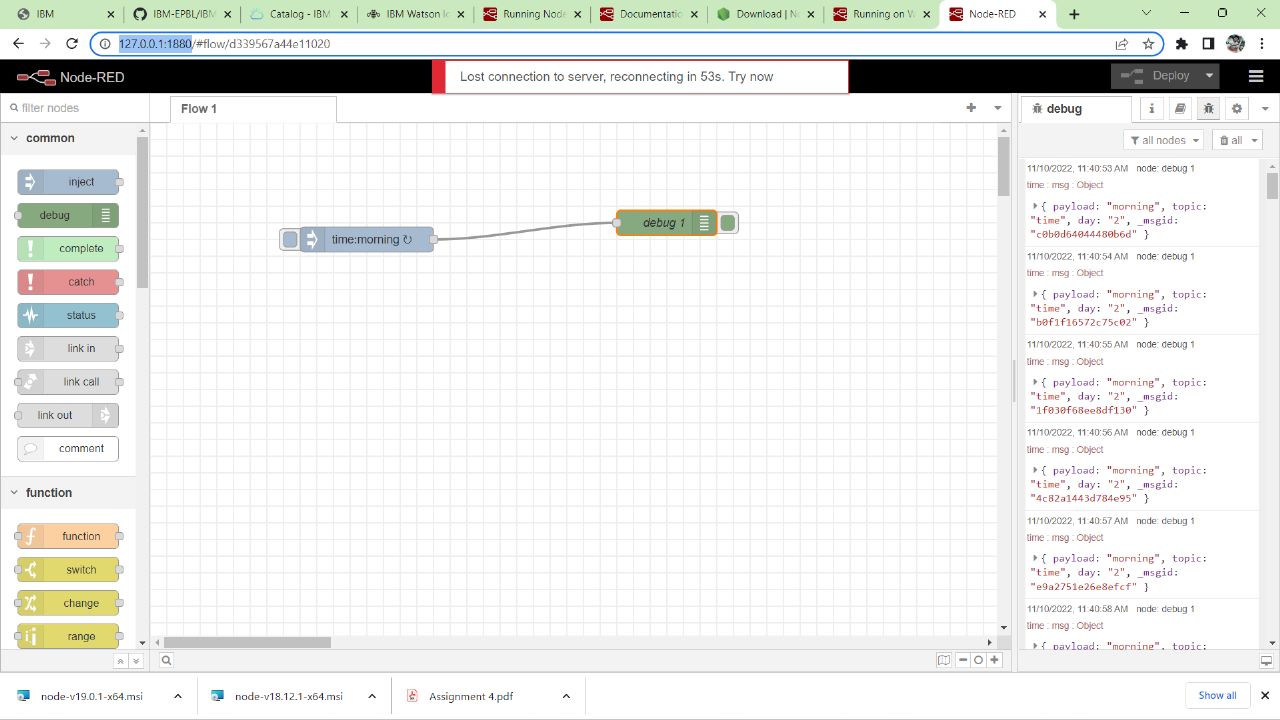 IBM
IBM-EPBL/IBM
Catalog - IBM
IBM Watson Io
Running Node
Documentatio
Download | No
Running on W
Node-RED
127.0.0.1:1880/#flow/d339567a44e11020
Node-RED
Lost connection to server, reconnecting in 53s. Try now
Deploy
filter nodes
common
inject
debug
complete
catch
status
link in
link call
link out
comment
function
function
switch
change
range
Flow 1
time:morning ↻
debug 1
debug
i
all nodes
all
11/10/2022, 11:40:53 AM node: debug 1
time : msg : Object
{ payload: "morning", topic:
"time", day: "2", _msgid:
"c0b0d64044480b6d" }
11/10/2022, 11:40:54 AM node: debug 1
time : msg : Object
{ payload: "morning", topic:
"time", day: "2", _msgid:
"b0f1f16572c75c02" }
11/10/2022, 11:40:55 AM node: debug 1
time : msg : Object
{ payload: "morning", topic:
"time", day: "2", _msgid:
"1f030f68ee8df130" }
11/10/2022, 11:40:56 AM node: debug 1
time : msg : Object
{ payload: "morning", topic:
"time", day: "2", _msgid:
"4c82a1443d784e95" }
11/10/2022, 11:40:57 AM node: debug 1
time : msg : Object
{ payload: "morning", topic:
"time", day: "2", _msgid:
"e9a2751e26e8efcf" }
11/10/2022, 11:40:58 AM node: debug 1
time : msg : Object
{ payload: "morning", topic:
node-v19.0.1-x64.msi
node-v18.12.1-x64.msi
Assignment 4.pdf
Show all